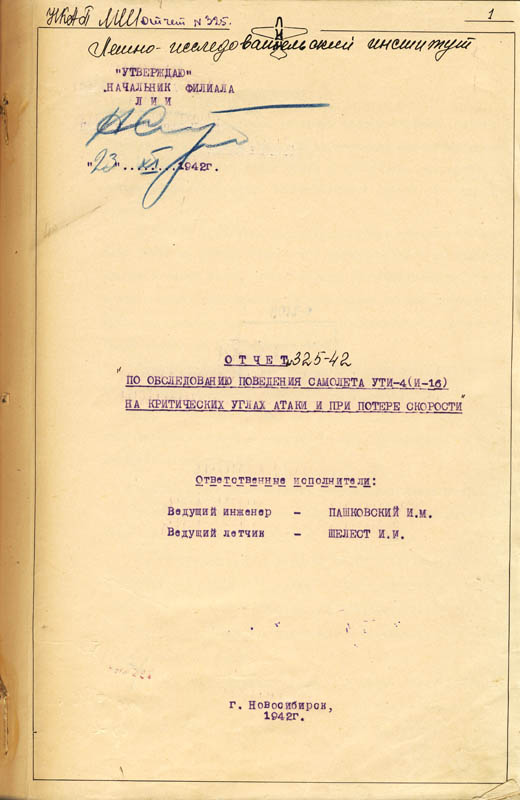 НКАП ЛИИ Отчет № 325.
1
Летно-исследовательский институт
"УТВЕРЖДАЮ"
НАЧАЛЬНИК ФИЛИАЛА
ЛИИ
"23" XI 1942г.
ОТЧЕТ 325-42
"ПО ОБСЛЕДОВАНИЮ ПОВЕДЕНИЯ САМОЛЕТА УТИ-4(И-16)
НА КРИТИЧЕСКИХ УГЛАХ АТАКИ И ПРИ ПОТЕРЕ СКОРОСТИ"
Ответственные исполнители:
Ведущий инженер - ПАШКОВСКИЙ И.М.
Ведущий летчик - ШЕЛЕСТ И.И.
г. Новосибирск,
1942г.